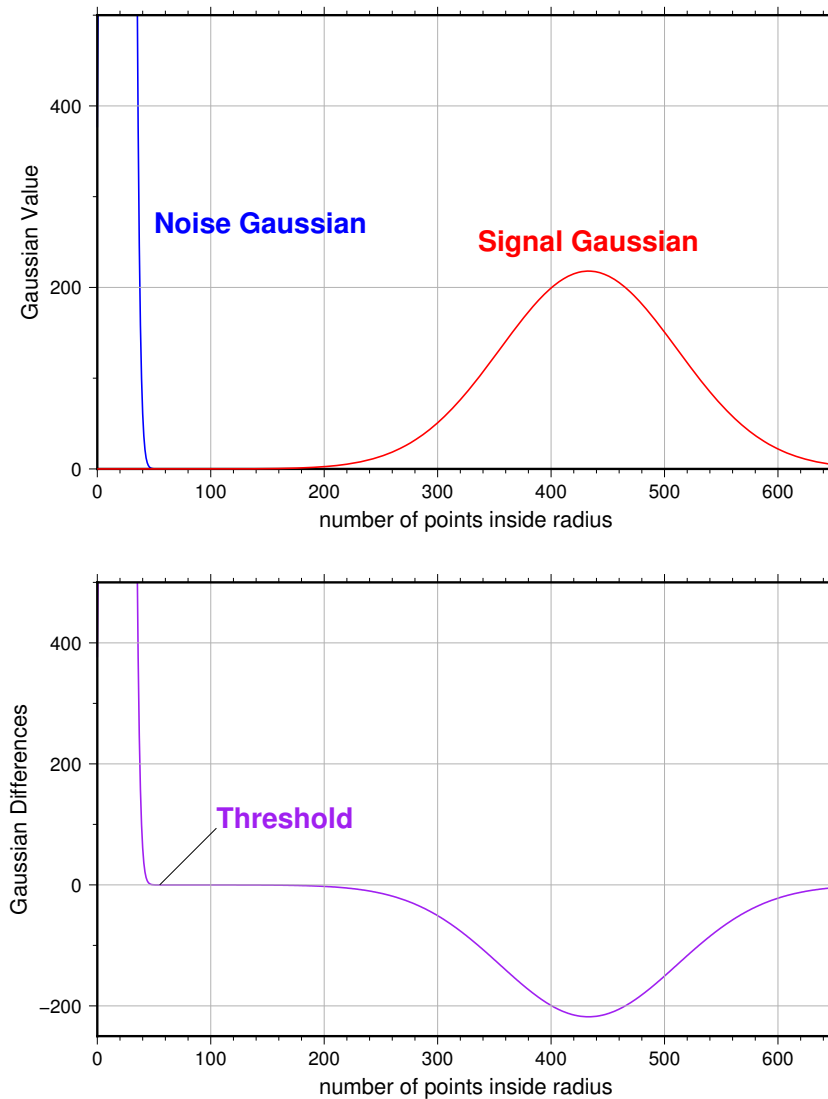 400
200
0
Gaussian Value
Noise Gaussian
Signal Gaussian
0 100 200 300 400 500 600
number of points inside radius
400
200
0
−200
Gaussian Differences
Threshold
0 100 200 300 400 500 600
number of points inside radius